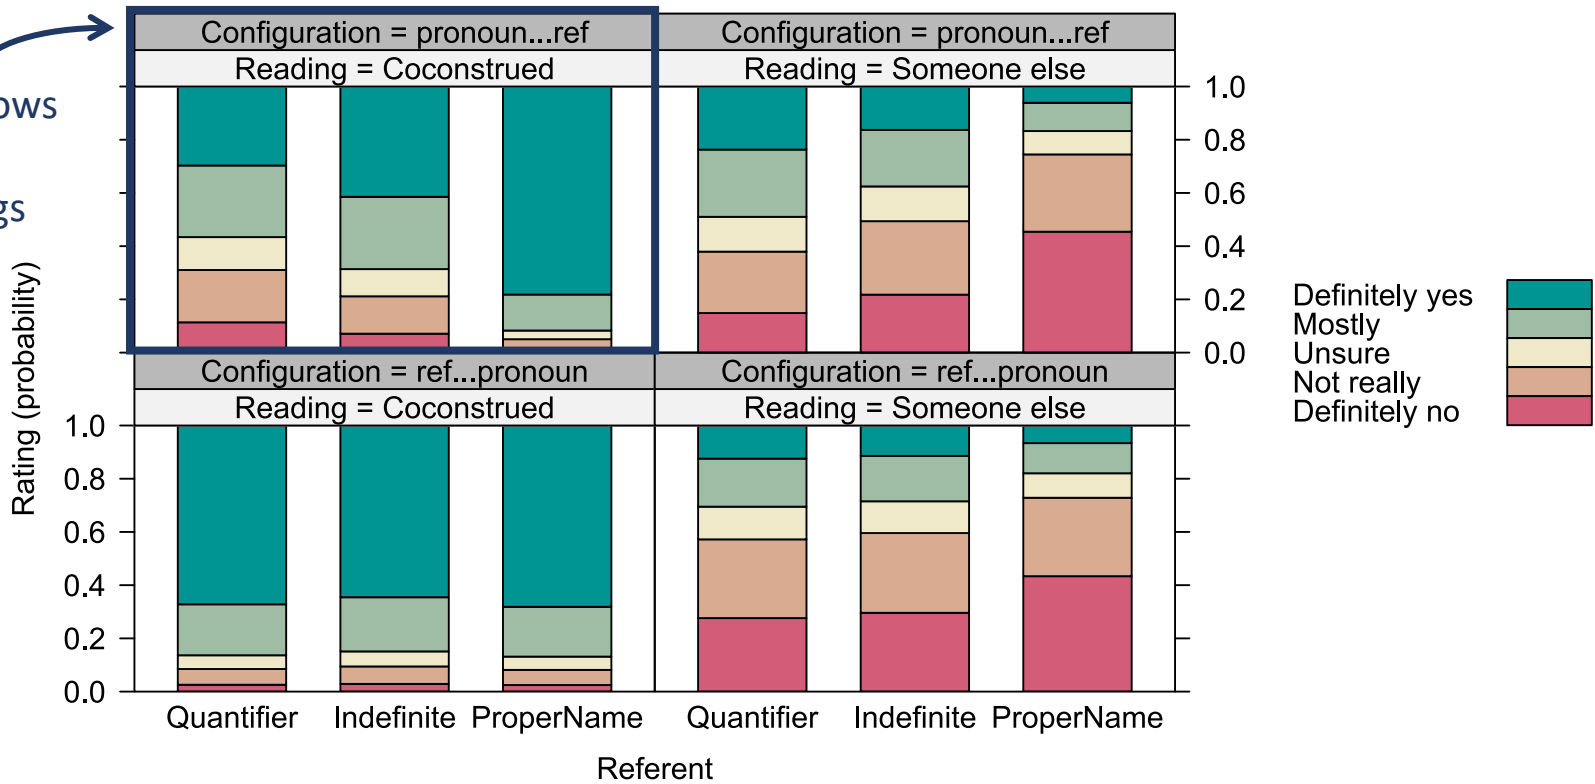 Configuration = pronoun...ref
Configuration = pronoun...ref
Reading = Coconstrued
Reading = Someone else
1.0
0.8
0.6
0.4
0.2
0.0
Configuration = ref...pronoun
Configuration = ref...pronoun
Reading = Coconstrued
Reading = Someone else
1.0
0.8
0.6
0.4
0.2
0.0
Rating (probability)
Quantifier Indefinite ProperName
Quantifier Indefinite ProperName
Referent
Definitely yes
Mostly
Unsure
Not really
Definitely no